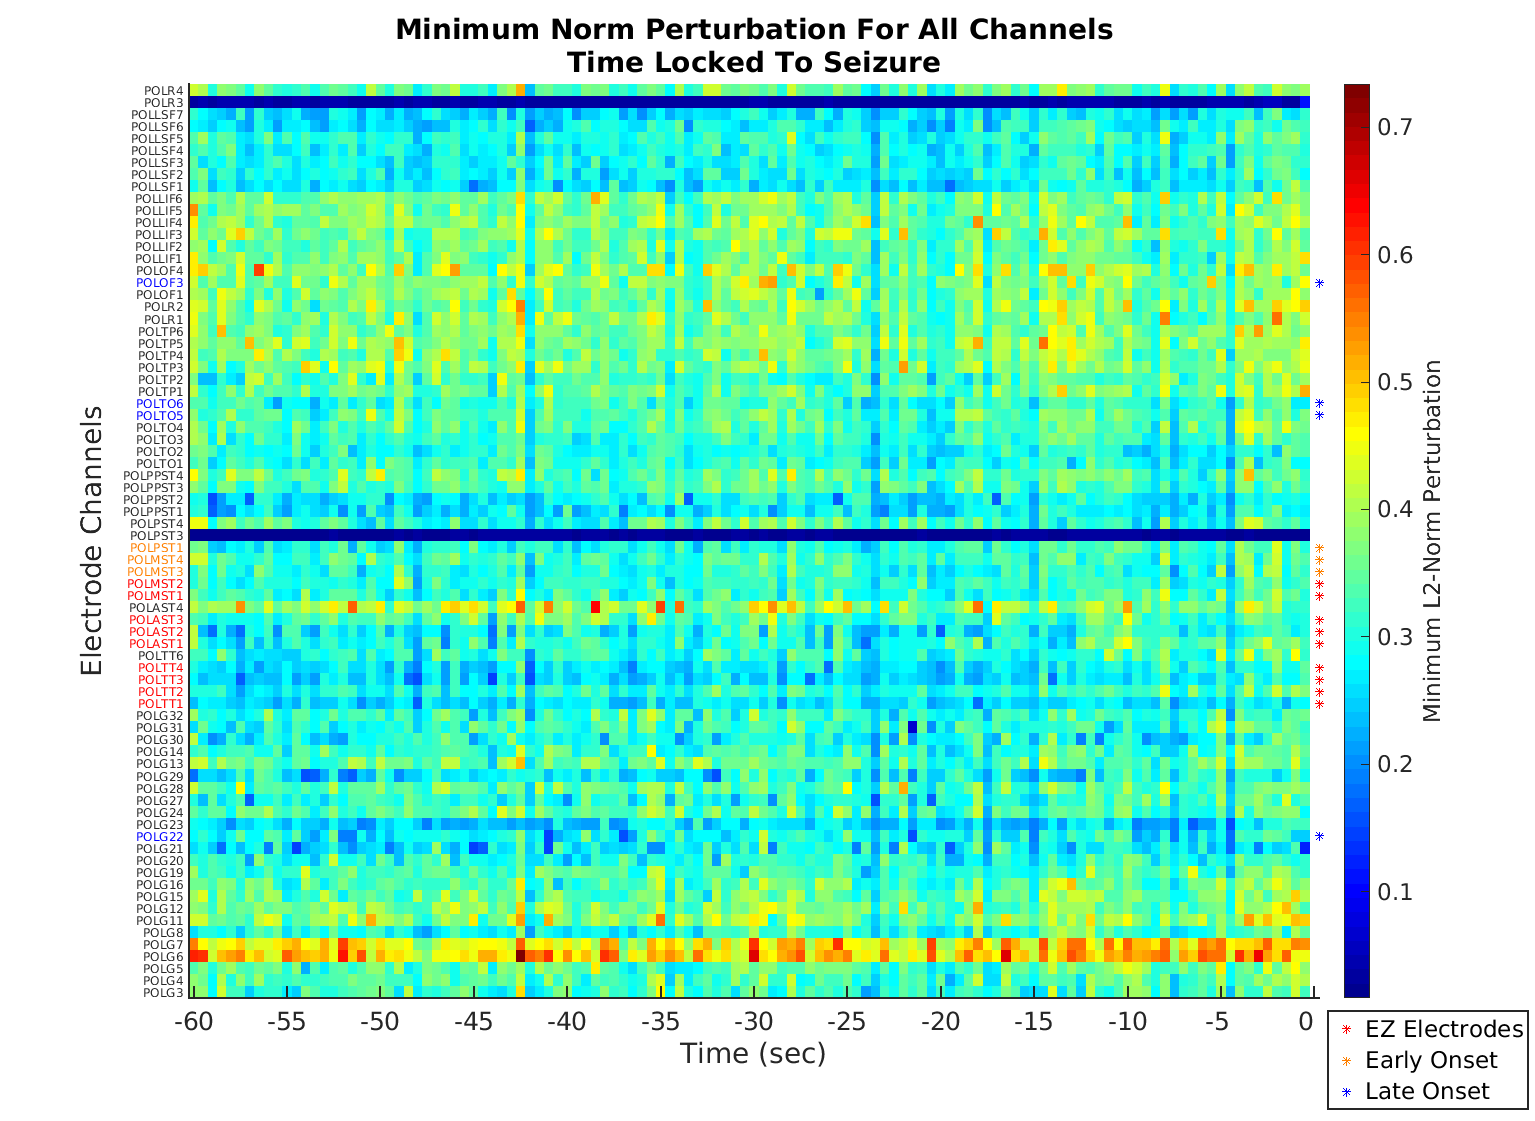 Minimum Norm Perturbation For All Channels
Time Locked To Seizure
Electrode Channels
POLR4
POLR3
POLLSF7
POLLSF6
POLLSF5
POLLSF4
POLLSF3
POLLSF2
POLLSF1
POLLIF6
POLLIF5
POLLIF4
POLLIF3
POLLIF2
POLLIF1
POLOF4
POLOF3
POLOF1
POLR2
POLR1
POLTP6
POLTP5
POLTP4
POLTP3
POLTP2
POLTP1
POLTO6
POLTO5
POLTO4
POLTO3
POLTO2
POLTO1
POLPPST4
POLPPST3
POLPPST2
POLPPST1
POLPST4
POLPST3
POLPST1
POLMST4
POLMST3
POLMST2
POLMST1
POLAST4
POLAST3
POLAST2
POLAST1
POLTT6
POLTT4
POLTT3
POLTT2
POLTT1
POLG32
POLG31
POLG30
POLG14
POLG13
POLG29
POLG28
POLG27
POLG24
POLG23
POLG22
POLG21
POLG20
POLG19
POLG16
POLG15
POLG12
POLG11
POLG8
POLG7
POLG6
POLG5
POLG4
POLG3
-60 -55 -50 -45 -40 -35 -30 -25 -20 -15 -10 -5 0
Time (sec)
0.7
0.6
0.5
0.4
0.3
0.2
0.1
Minimum L2-Norm Perturbation
EZ Electrodes
Early Onset
Late Onset